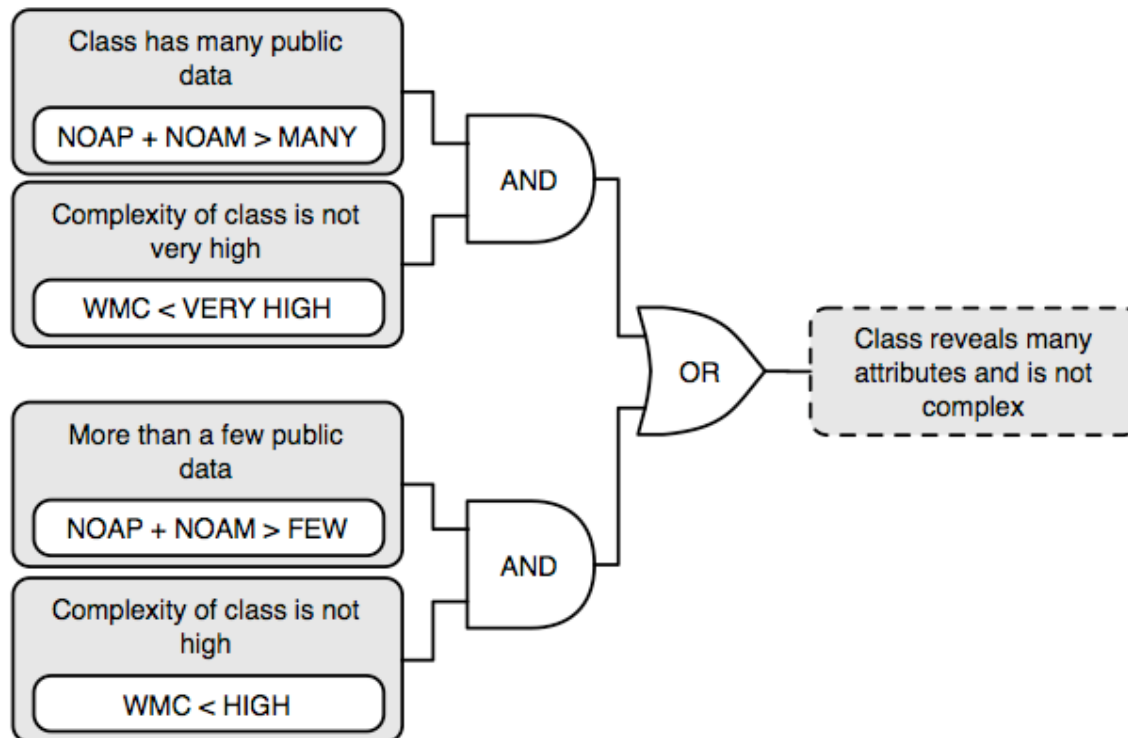 Class has many public
data
NOAP + NOAM > MANY
Complexity of class is not
very high
WMC < VERY HIGH
AND
OR
Class reveals many
attributes and is not
complex
More than a few public
data
NOAP + NOAM > FEW
Complexity of class is not
high
WMC < HIGH
AND